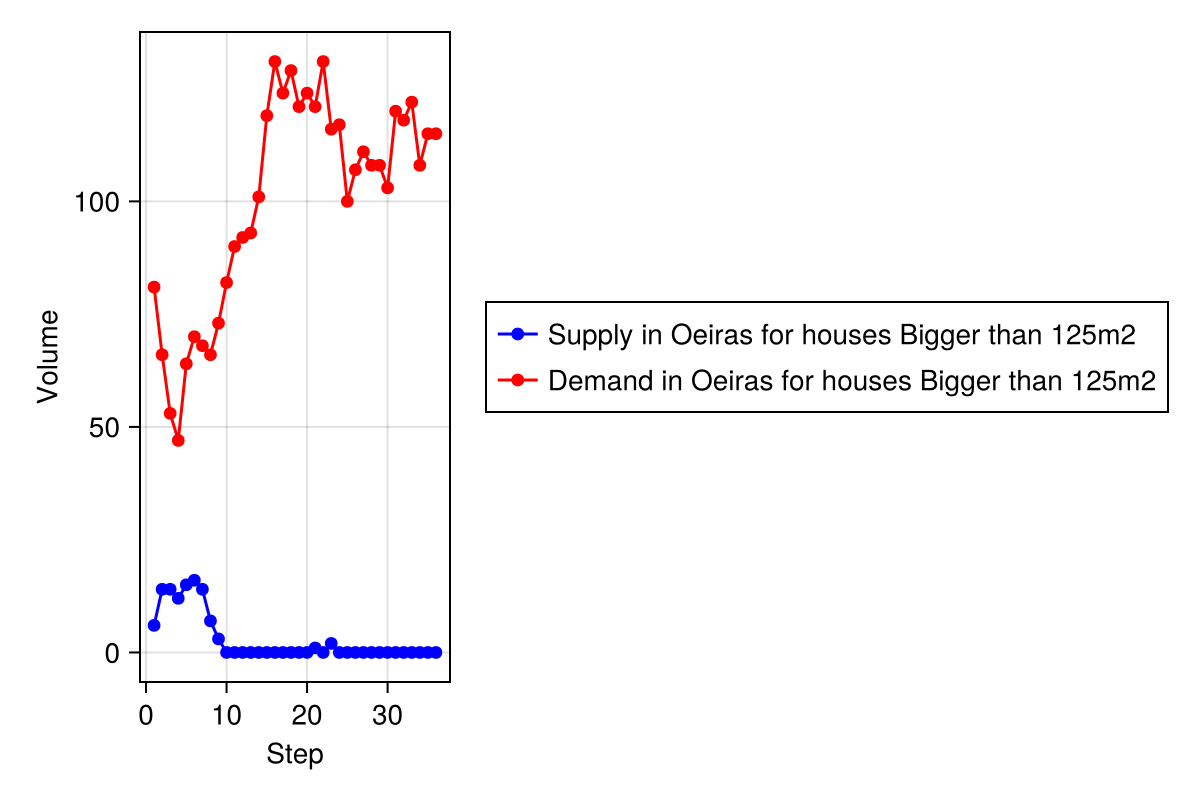 Volume
100
50
0
0 10 20 30
Step
Supply in Oeiras for houses Bigger than 125m2
Demand in Oeiras for houses Bigger than 125m2